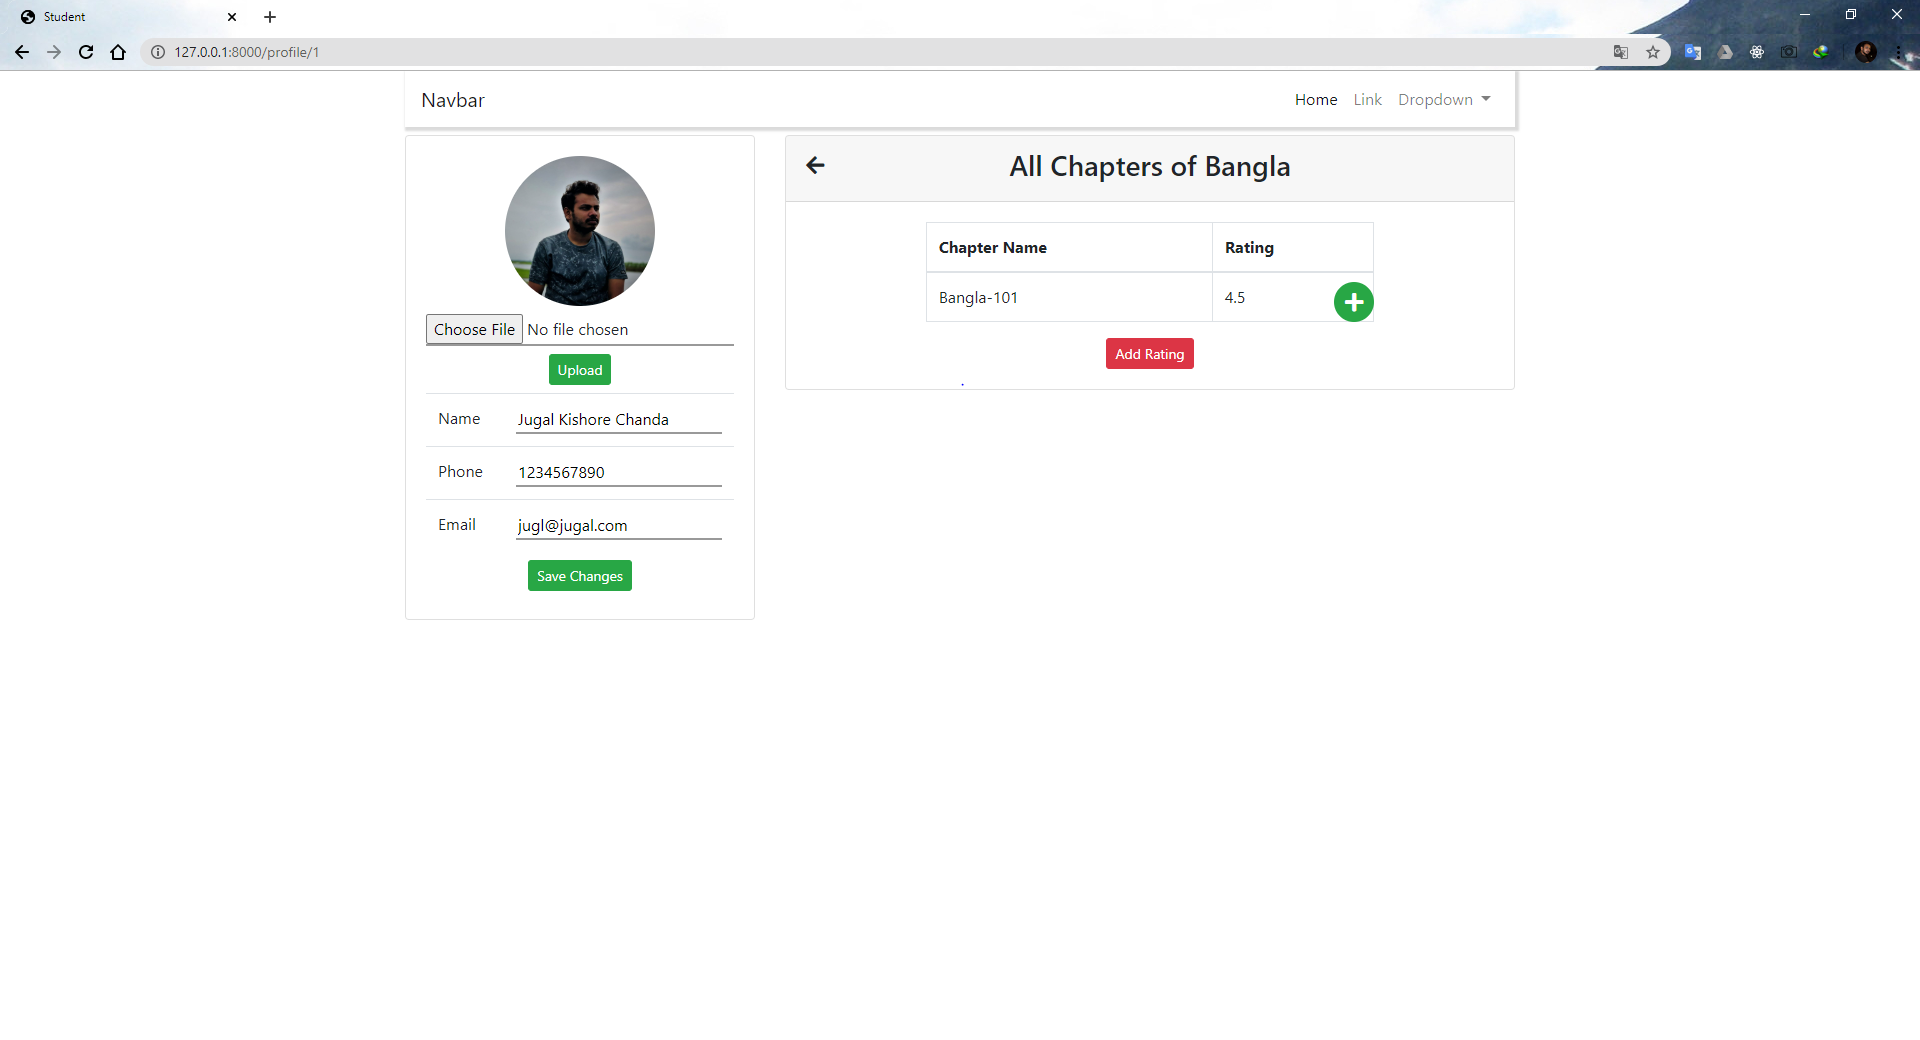 Student
127.0.0.1:8000/profile/1
Navbar
Home Link Dropdown
All Chapters of Bangla
Chapter Name Rating
Bangla-101 4.5
Add Rating
Choose File No file chosen
Upload
Name Jugal Kishore Chanda
Phone 1234567890
Email jugl@jugal.com
Save Changes